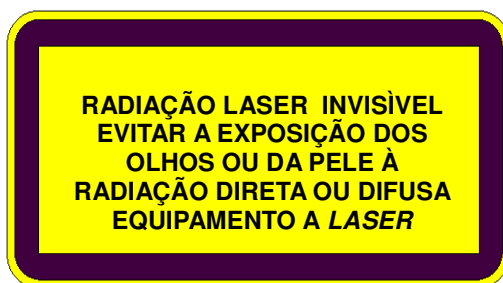 RADIAÇÃO LASER INVISÌVEL
EVITAR A EXPOSIÇÃO DOS
OLHOS OU DA PELE À
RADIAÇÃO DIRETA OU DIFUSA
EQUIPAMENTO A LASER